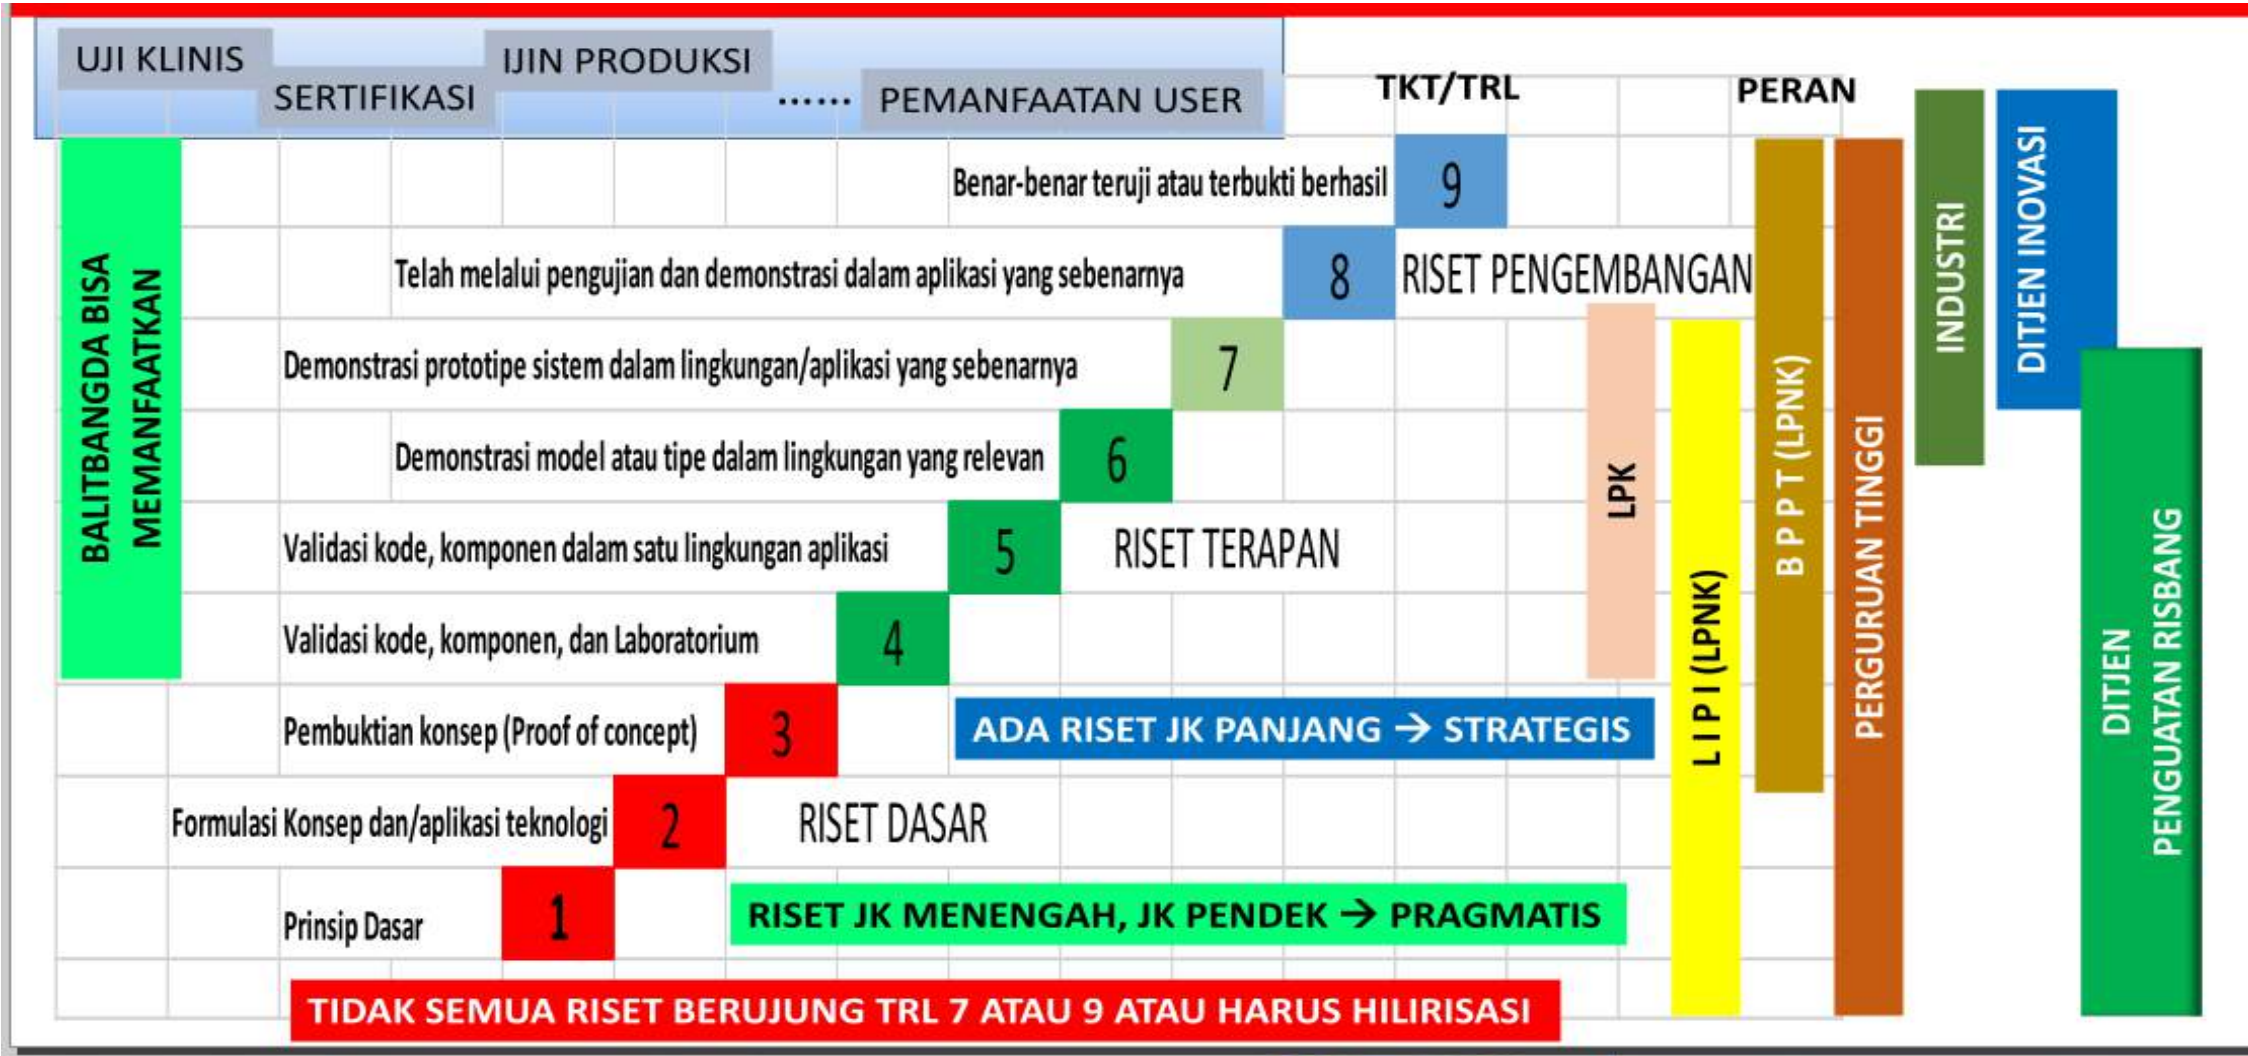 UJI KLINIS
SERTIFIKASI
IJIN PRODUKSI
......
PEMANFAATAN USER
TKT/TRL
PERAN
Benar-benar teruji atau terbukti berhasil
9
Telah melalui pengujian dan demonstrasi dalam aplikasi yang sebenarnya
8
RISET PENGEMBANGAN
Demonstrasi prototipe sistem dalam lingkungan/aplikasi yang sebenarnya
7
Demonstrasi model atau tipe dalam lingkungan yang relevan
6
Validasi kode, komponen dalam satu lingkungan aplikasi
5
RISET TERAPAN
Validasi kode, komponen, dan Laboratorium
4
Pembuktian konsep (Proof of concept)
3
ADA RISET JK PANJANG → STRATEGIS
Formulasi Konsep dan/aplikasi teknologi
2
RISET DASAR
Prinsip Dasar
1
RISET JK MENENGAH, JK PENDEK → PRAGMATIS
TIDAK SEMUA RISET BERUJUNG TRL 7 ATAU 9 ATAU HARUS HILIRISASI
BALITBANGDA BISA
MEMANFAATKAN
LPK
L I P I (LPNK)
B P P T (LPNK)
PERGURUAN TINGGI
INDUSTRI
DITJEN INOVASI
DITJEN
PENGUATAN RISBANG